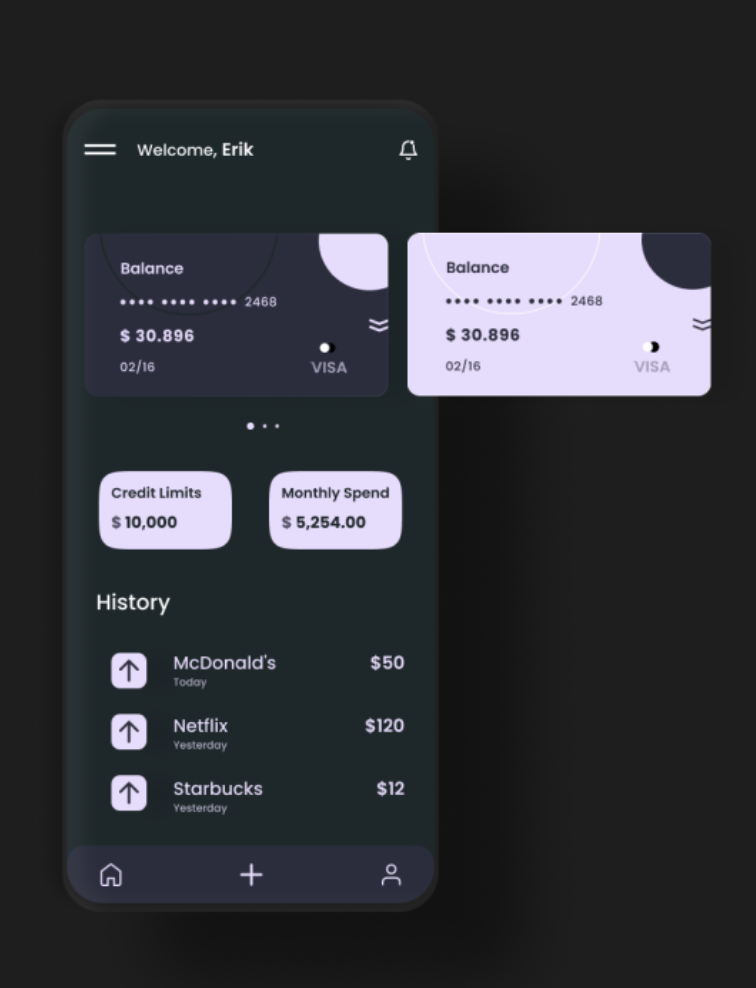 Welcome, Erik
Balance
•••• •••• •••• 2468
$ 30.896
02/16
VISA
Balance
•••• •••• •••• 2468
$ 30.896
02/16
VISA
Credit Limits
$ 10,000
Monthly Spend
$ 5,254.00
History
McDonald's $50
Today
Netflix $120
Yesterday
Starbucks $12
Yesterday